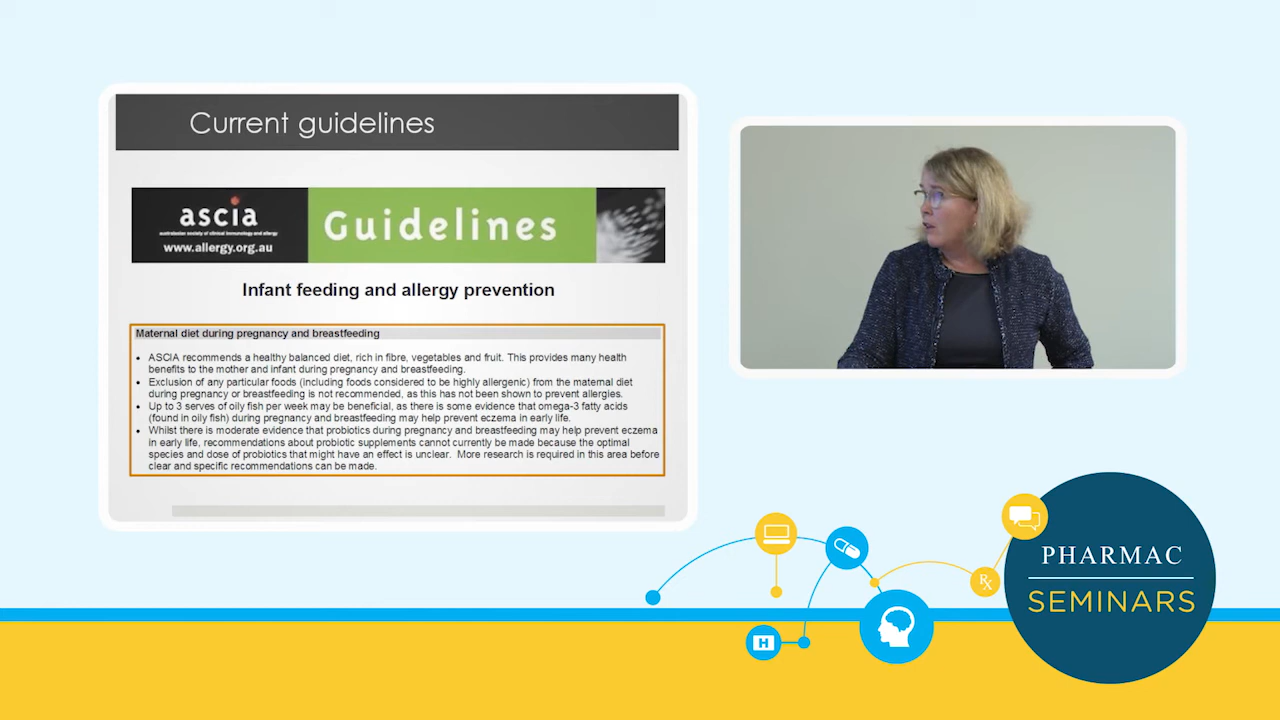 Current guidelines
ascia
australasian society of clinical immunology and allergy
www.allergy.org.au
Guidelines
Infant feeding and allergy prevention
Maternal diet during pregnancy and breastfeeding
• ASCIA recommends a healthy balanced diet, rich in fibre, vegetables and fruit. This provides many health
benefits to the mother and infant during pregnancy and breastfeeding.
• Exclusion of any particular foods (including foods considered to be highly allergenic) from the maternal diet
during pregnancy or breastfeeding is not recommended, as this has not been shown to prevent allergies.
• Up to 3 serves of oily fish per week may be beneficial, as there is some evidence that omega-3 fatty acids
(found in oily fish) during pregnancy and breastfeeding may help prevent eczema in early life.
• Whilst there is moderate evidence that probiotics during pregnancy and breastfeeding may help prevent eczema
in early life, recommendations about probiotic supplements cannot currently be made because the optimal
species and dose of probiotics that might have an effect is unclear. More research is required in this area before
clear and specific recommendations can be made.
PHARMAC
SEMINARS
Rx
H